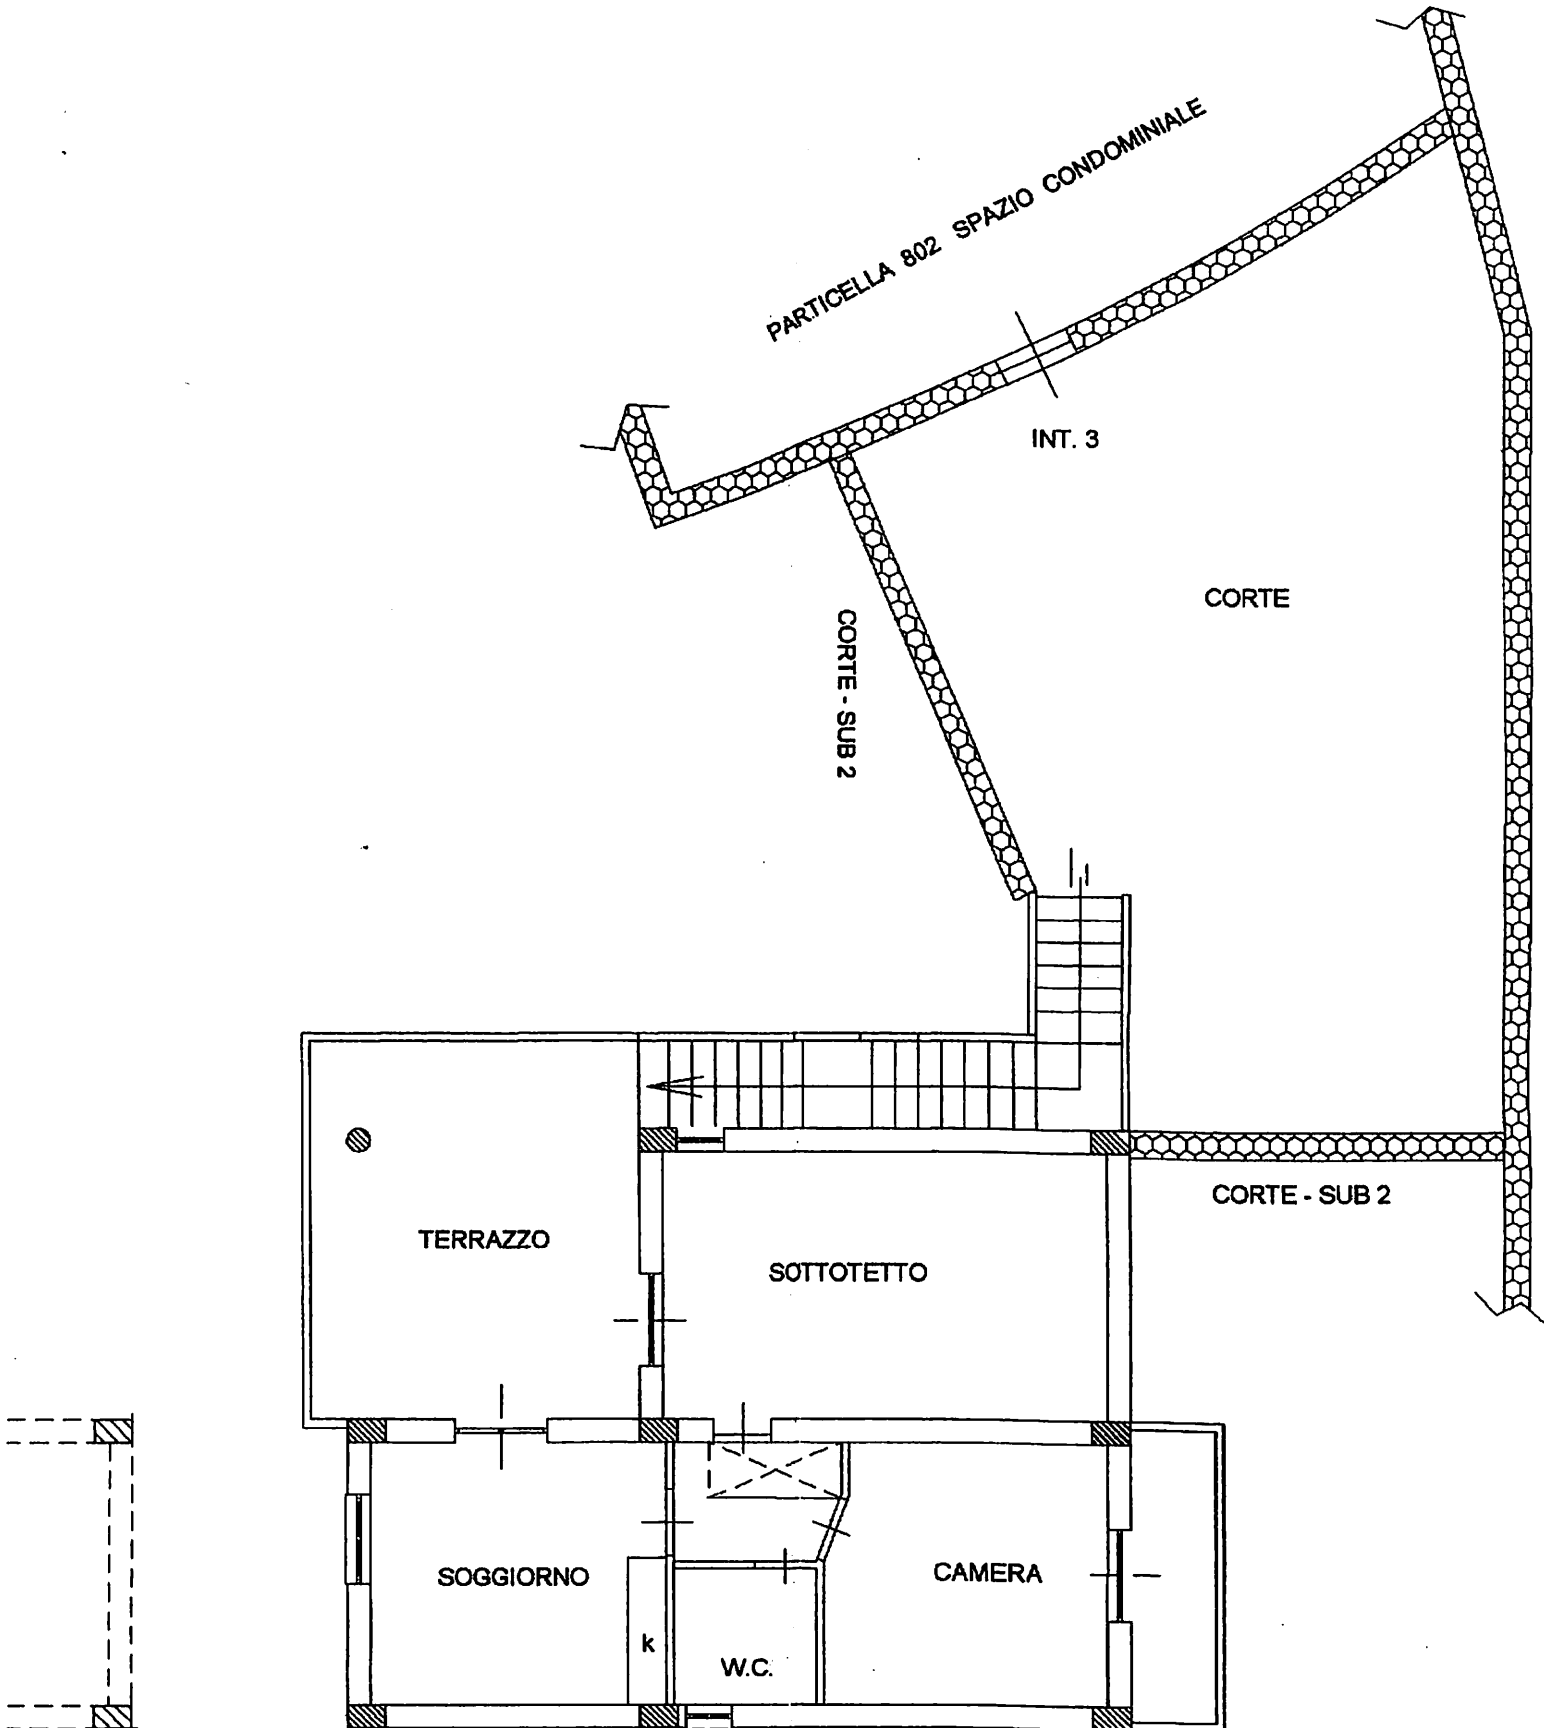 PARTICELLA 802 SPAZIO CONDOMINIALE
INT. 3
CORTE
CORTE - SUB 2
CORTE - SUB 2
TERRAZZO
SOTTOTETTO
SOGGIORNO
CAMERA
k
W.C.